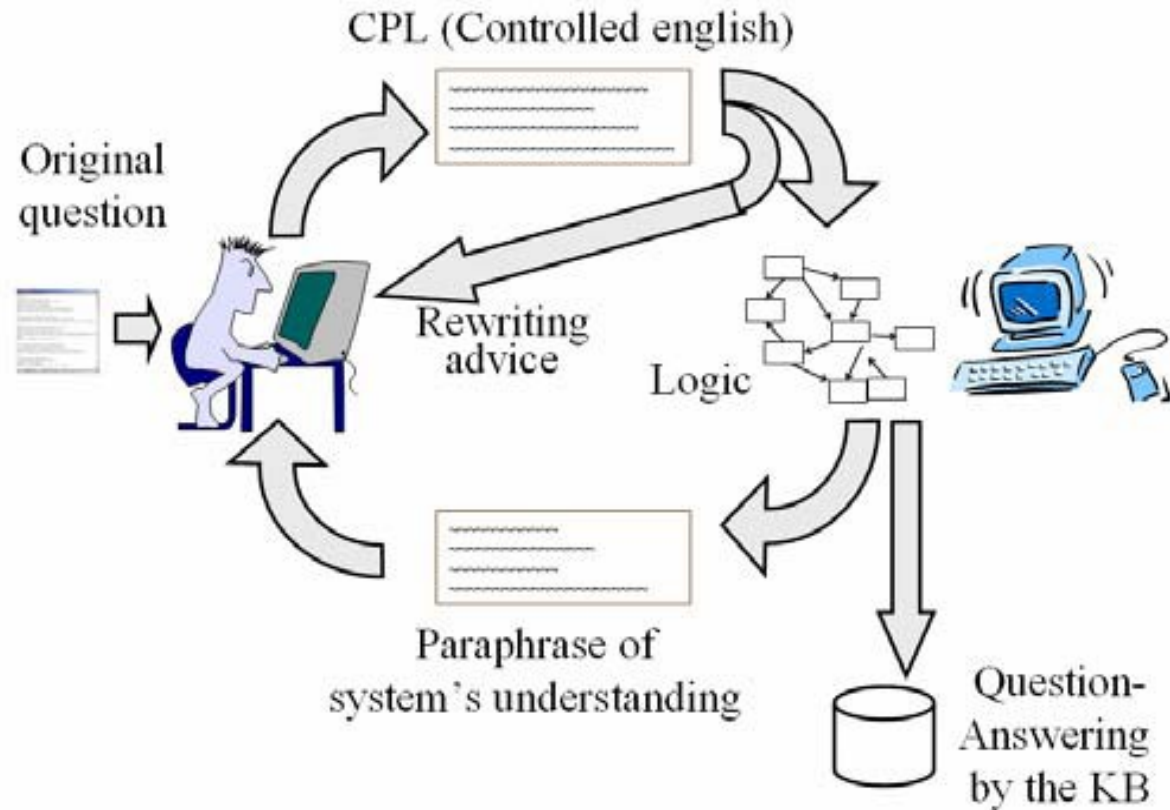 CPL (Controlled english)
Original
question
Rewriting
advice
Logic
Paraphrase of
system's understanding
Question-
Answering
by the KB